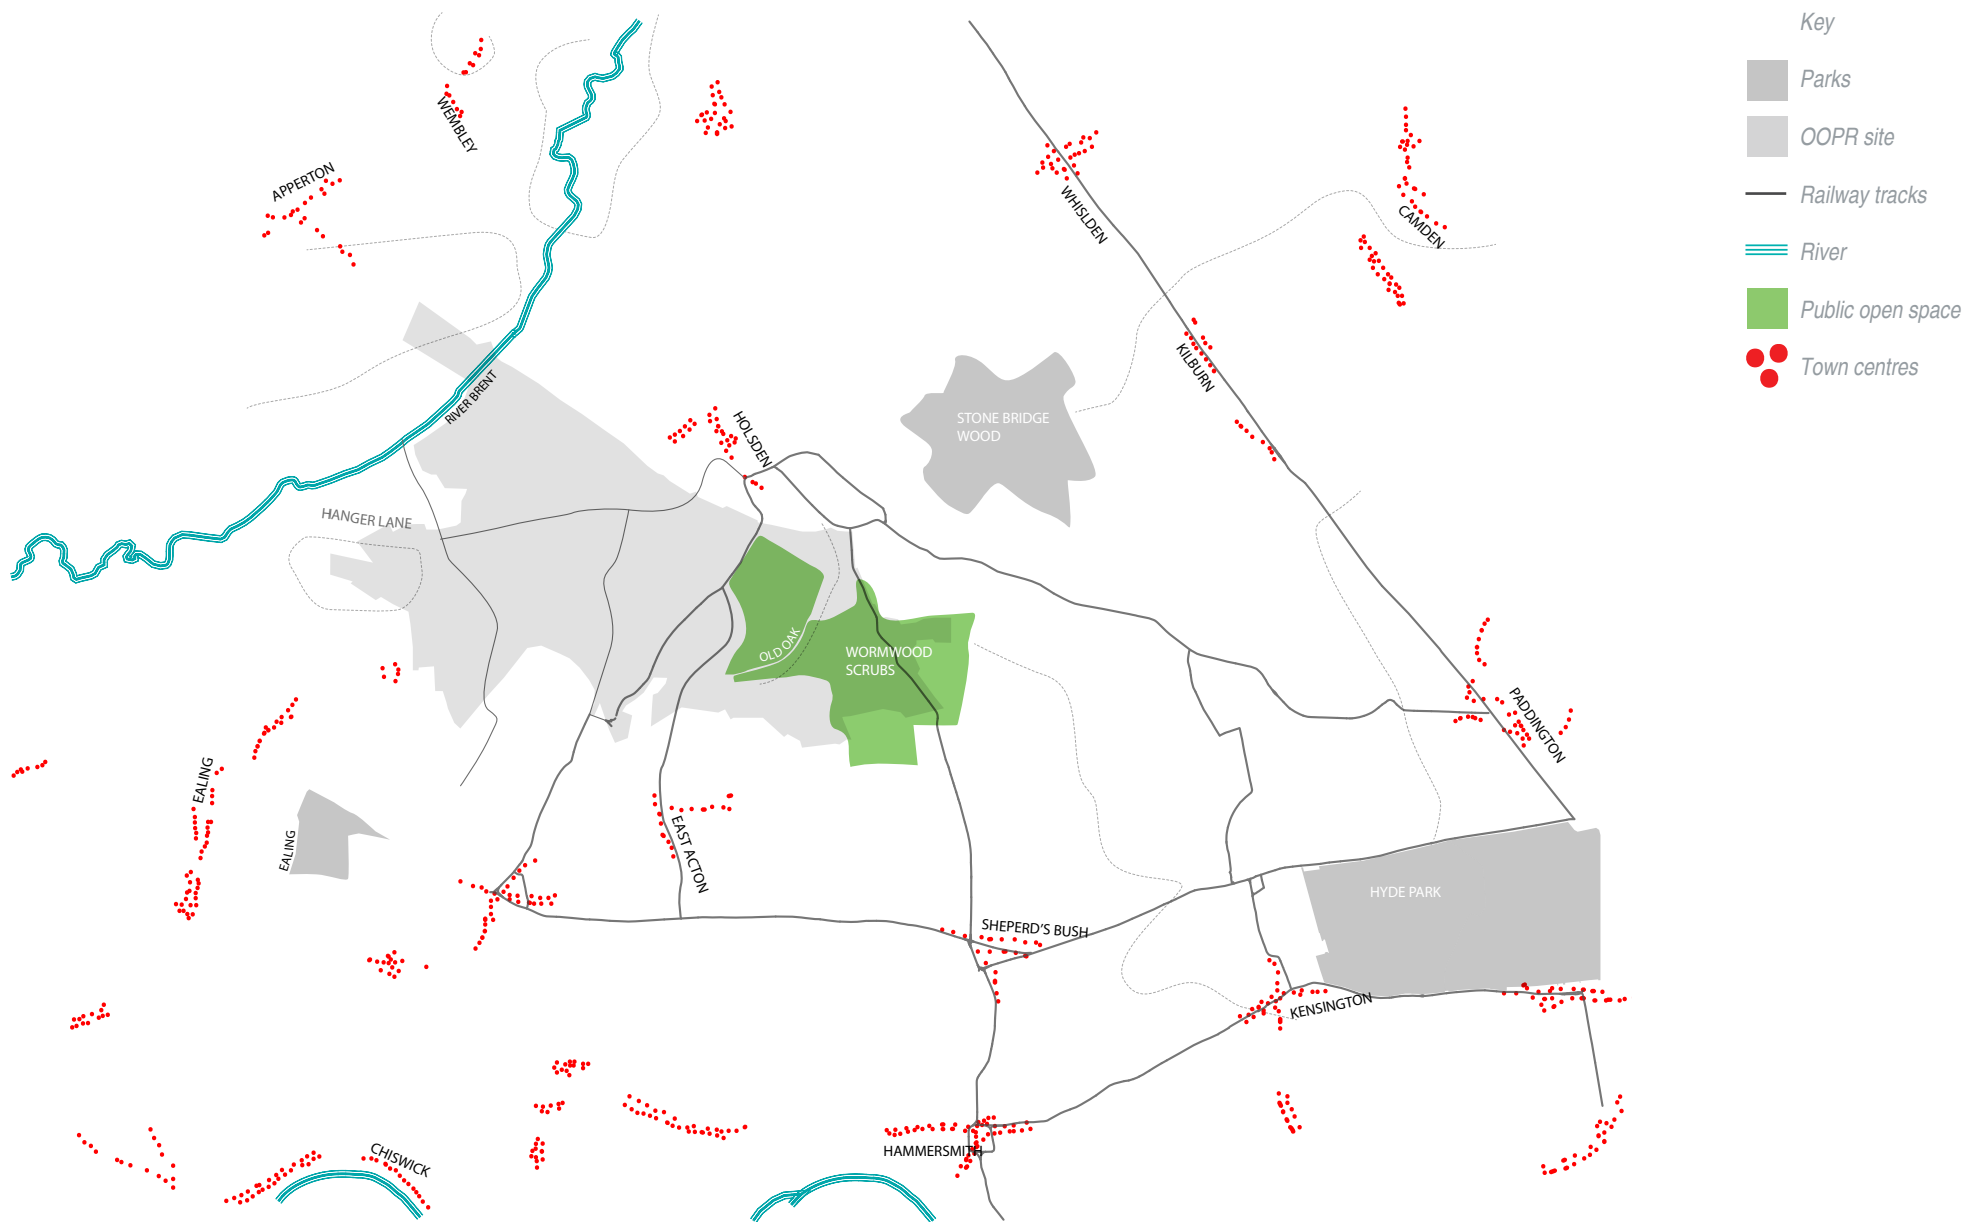 Key
Parks
OOPR site
Railway tracks
River
Public open space
Town centres
WEMBLEY
APPERTON
WHISLDEN
CAMDEN
KILBURN
RIVER BRENT
HOLSDEN
STONE BRIDGE
WOOD
HANGER LANE
OLD OAK
WORMWOOD
SCRUBS
PADDINGTON
EALING
EALING
EAST ACTON
HYDE PARK
SHEPERD'S BUSH
KENSINGTON
HAMMERSMITH
CHISWICK